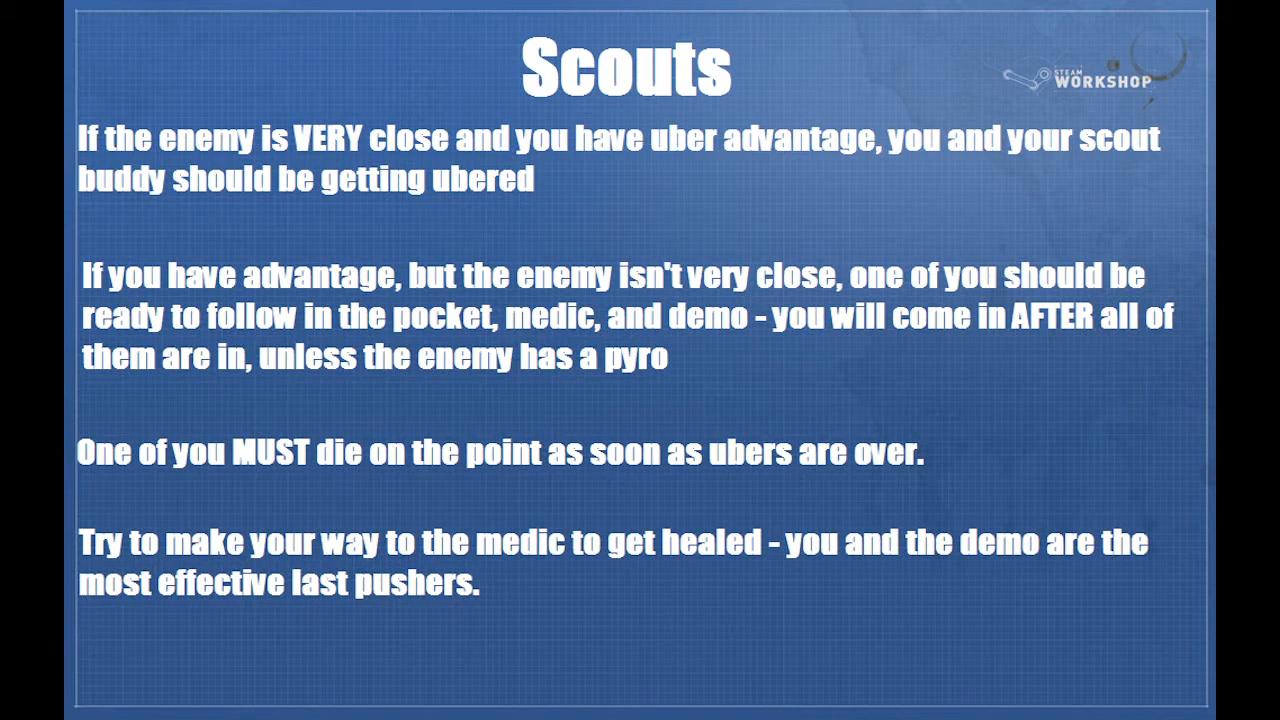 Scouts
STEAM
WORKSHOP
If the enemy is VERY close and you have uber advantage, you and your scout
buddy should be getting ubered
If you have advantage, but the enemy isn't very close, one of you should be
ready to follow in the pocket, medic, and demo - you will come in AFTER all of
them are in, unless the enemy has a pyro
One of you MUST die on the point as soon as ubers are over.
Try to make your way to the medic to get healed - you and the demo are the
most effective last pushers.